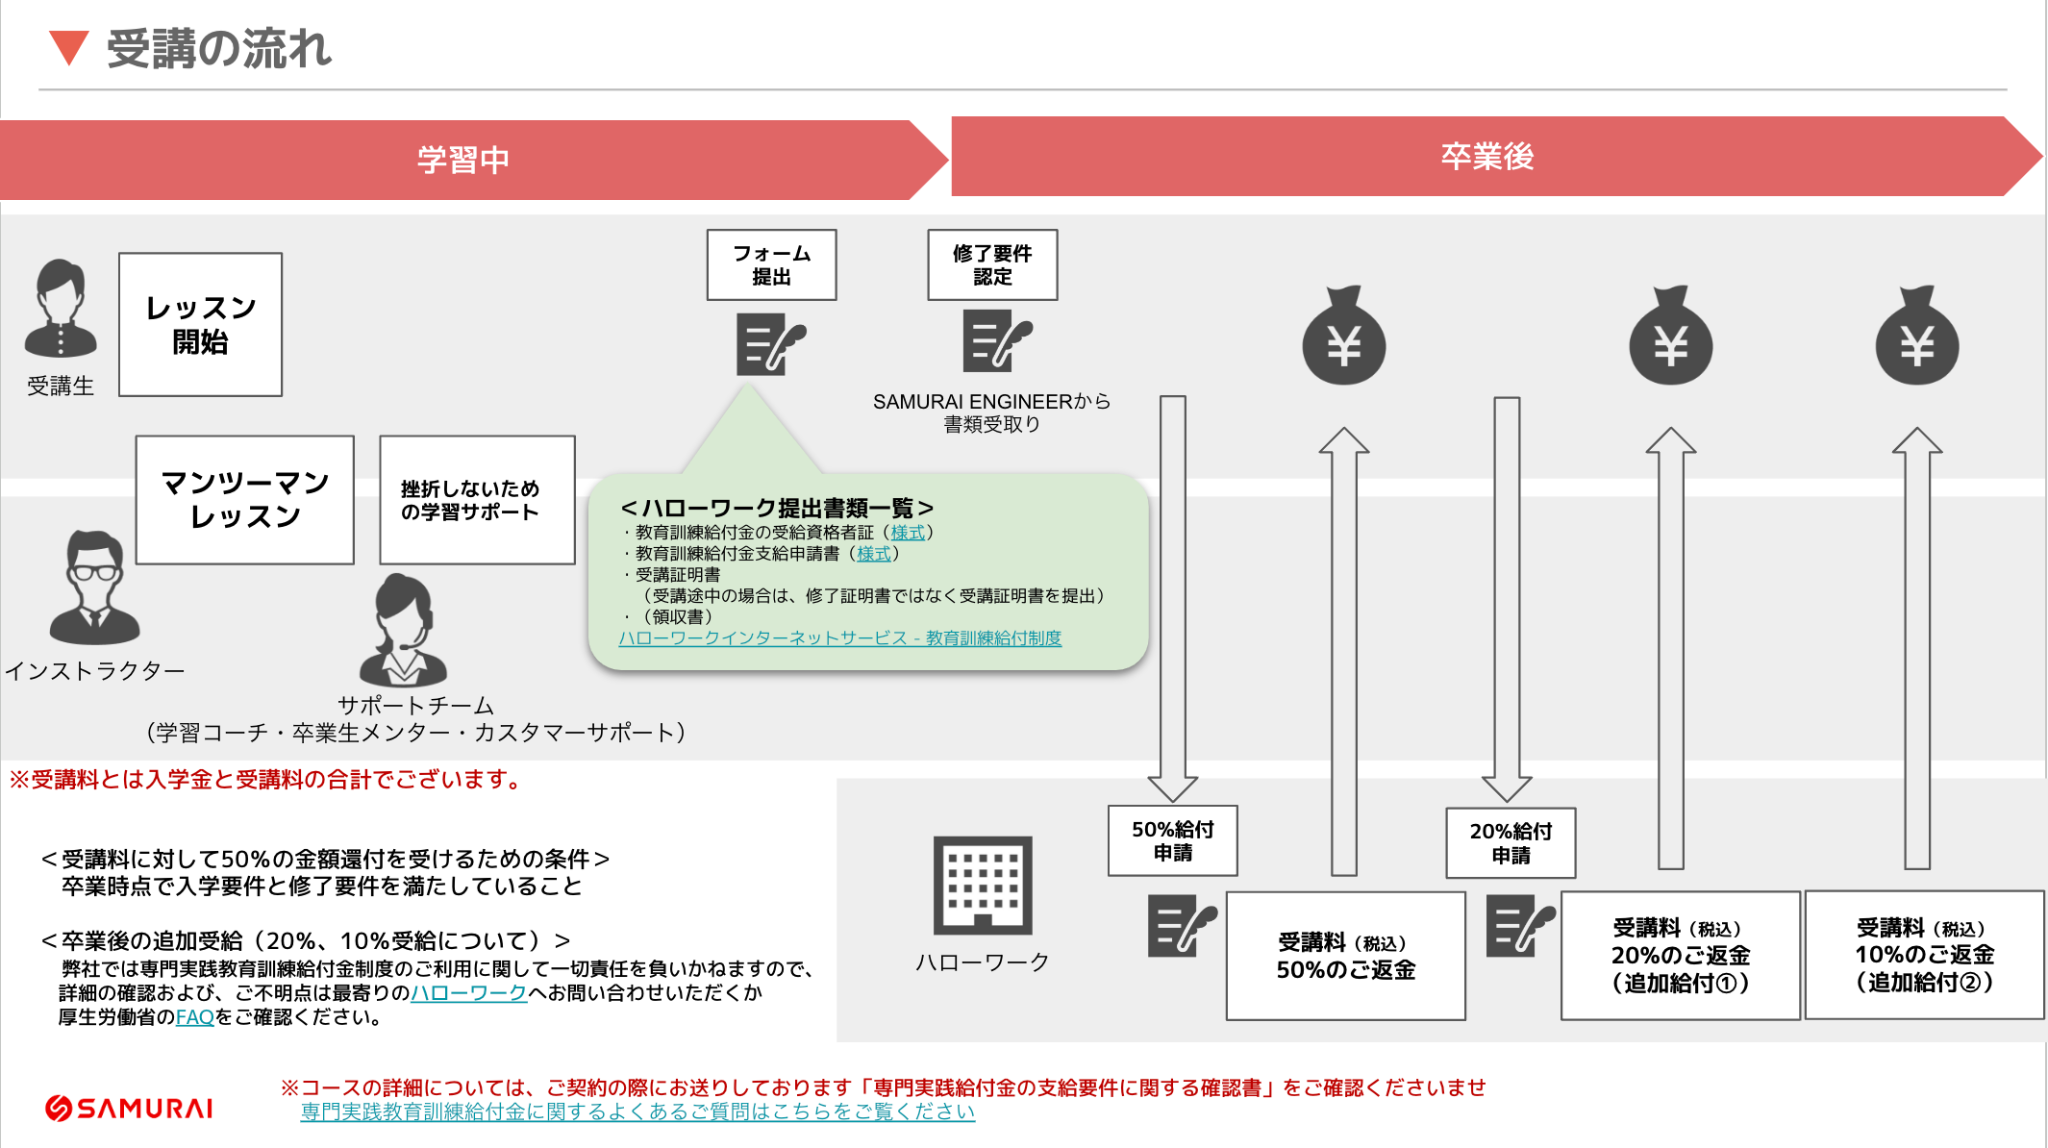 ▼ 受講の流れ
学習中
卒業後
レッスン
開始
受講生
フォーム
提出
修了要件
認定
SAMURAI ENGINEERから
書類受取り
¥
¥
¥
マンツーマン
レッスン
挫折しないため
の学習サポート
インストラクター
サポートチーム
（学習コーチ・卒業生メンター・カスタマーサポート）
＜ハローワーク提出書類一覧＞
・教育訓練給付金の受給資格者証（様式）
・教育訓練給付金支給申請書（様式）
・受講証明書
（受講途中の場合は、修了証明書ではなく受講証明書を提出）
・（領収書）
ハローワークインターネットサービス - 教育訓練給付制度
※受講料とは入学金と受講料の合計でございます。
＜受講料に対して50%の金額還付を受けるための条件＞
卒業時点で入学要件と修了要件を満たしていること
＜卒業後の追加受給（20%、10%受給について）＞
弊社では専門実践教育訓練給付金制度のご利用に関して一切責任を負いかねますので、
詳細の確認および、ご不明点は最寄りのハローワークへお問い合わせいただくか
厚生労働省のFAQをご確認ください。
ハローワーク
50%給付
申請
受講料（税込）
50%のご返金
20%給付
申請
受講料（税込）
20%のご返金
（追加給付①）
受講料（税込）
10%のご返金
（追加給付②）
SAMURAI
※コースの詳細については、ご契約の際にお送りしております「専門実践給付金の支給要件に関する確認書」をご確認くださいませ
専門実践教育訓練給付金に関するよくあるご質問はこちらをご覧ください